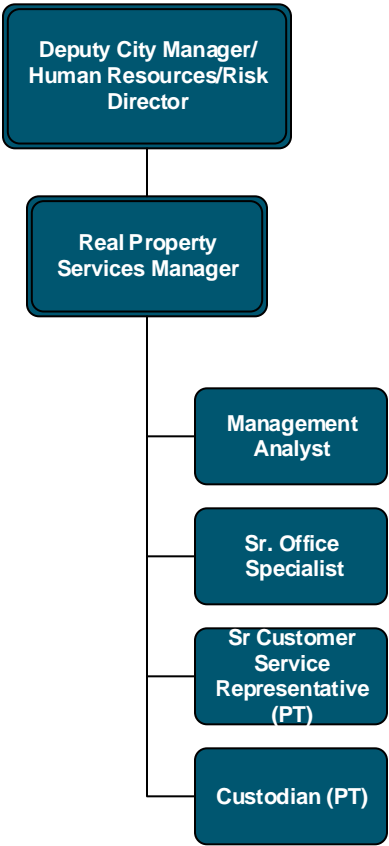 Deputy City Manager/
Human Resources/Risk
Director
Real Property
Services Manager
Management
Analyst
Sr. Office
Specialist
Sr Customer
Service
Representative
(PT)
Custodian (PT)